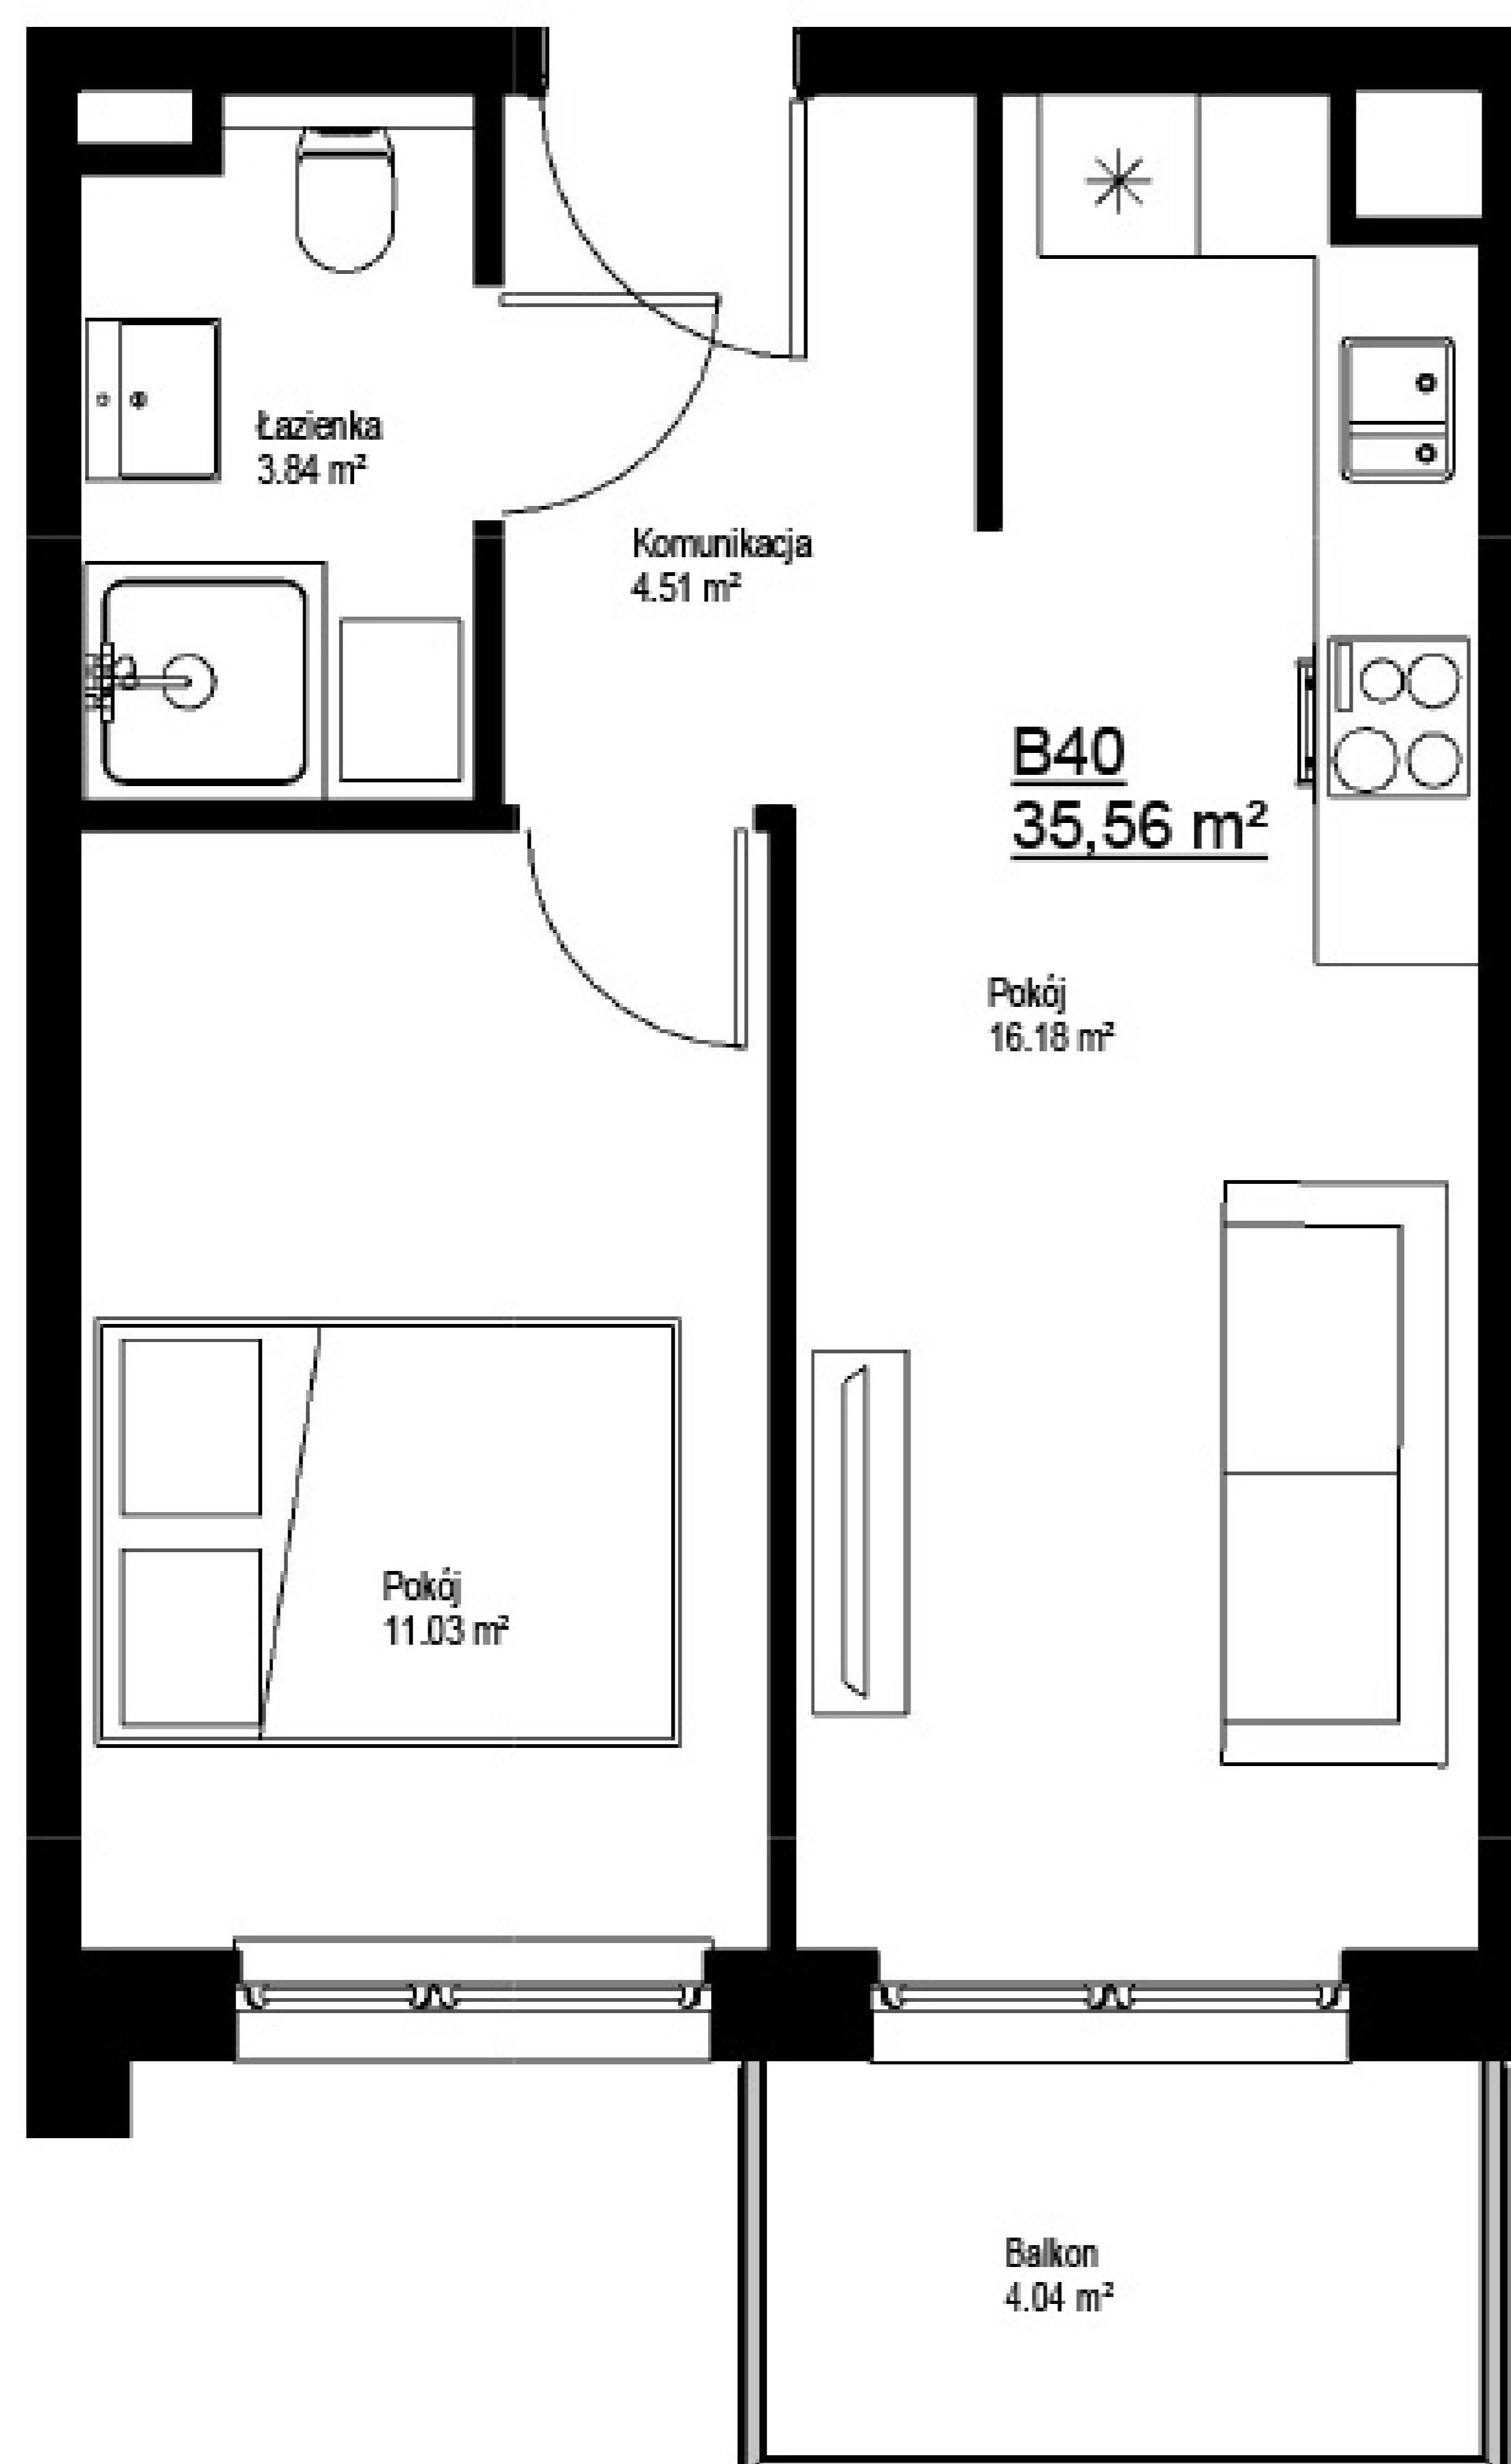 Łazienka
3.84 m²
Komunikacja
4.51 m²
B40
35,56 m²
Pokój
16.18 m²
Pokój
11.03 m²
Balkon
4.04 m²